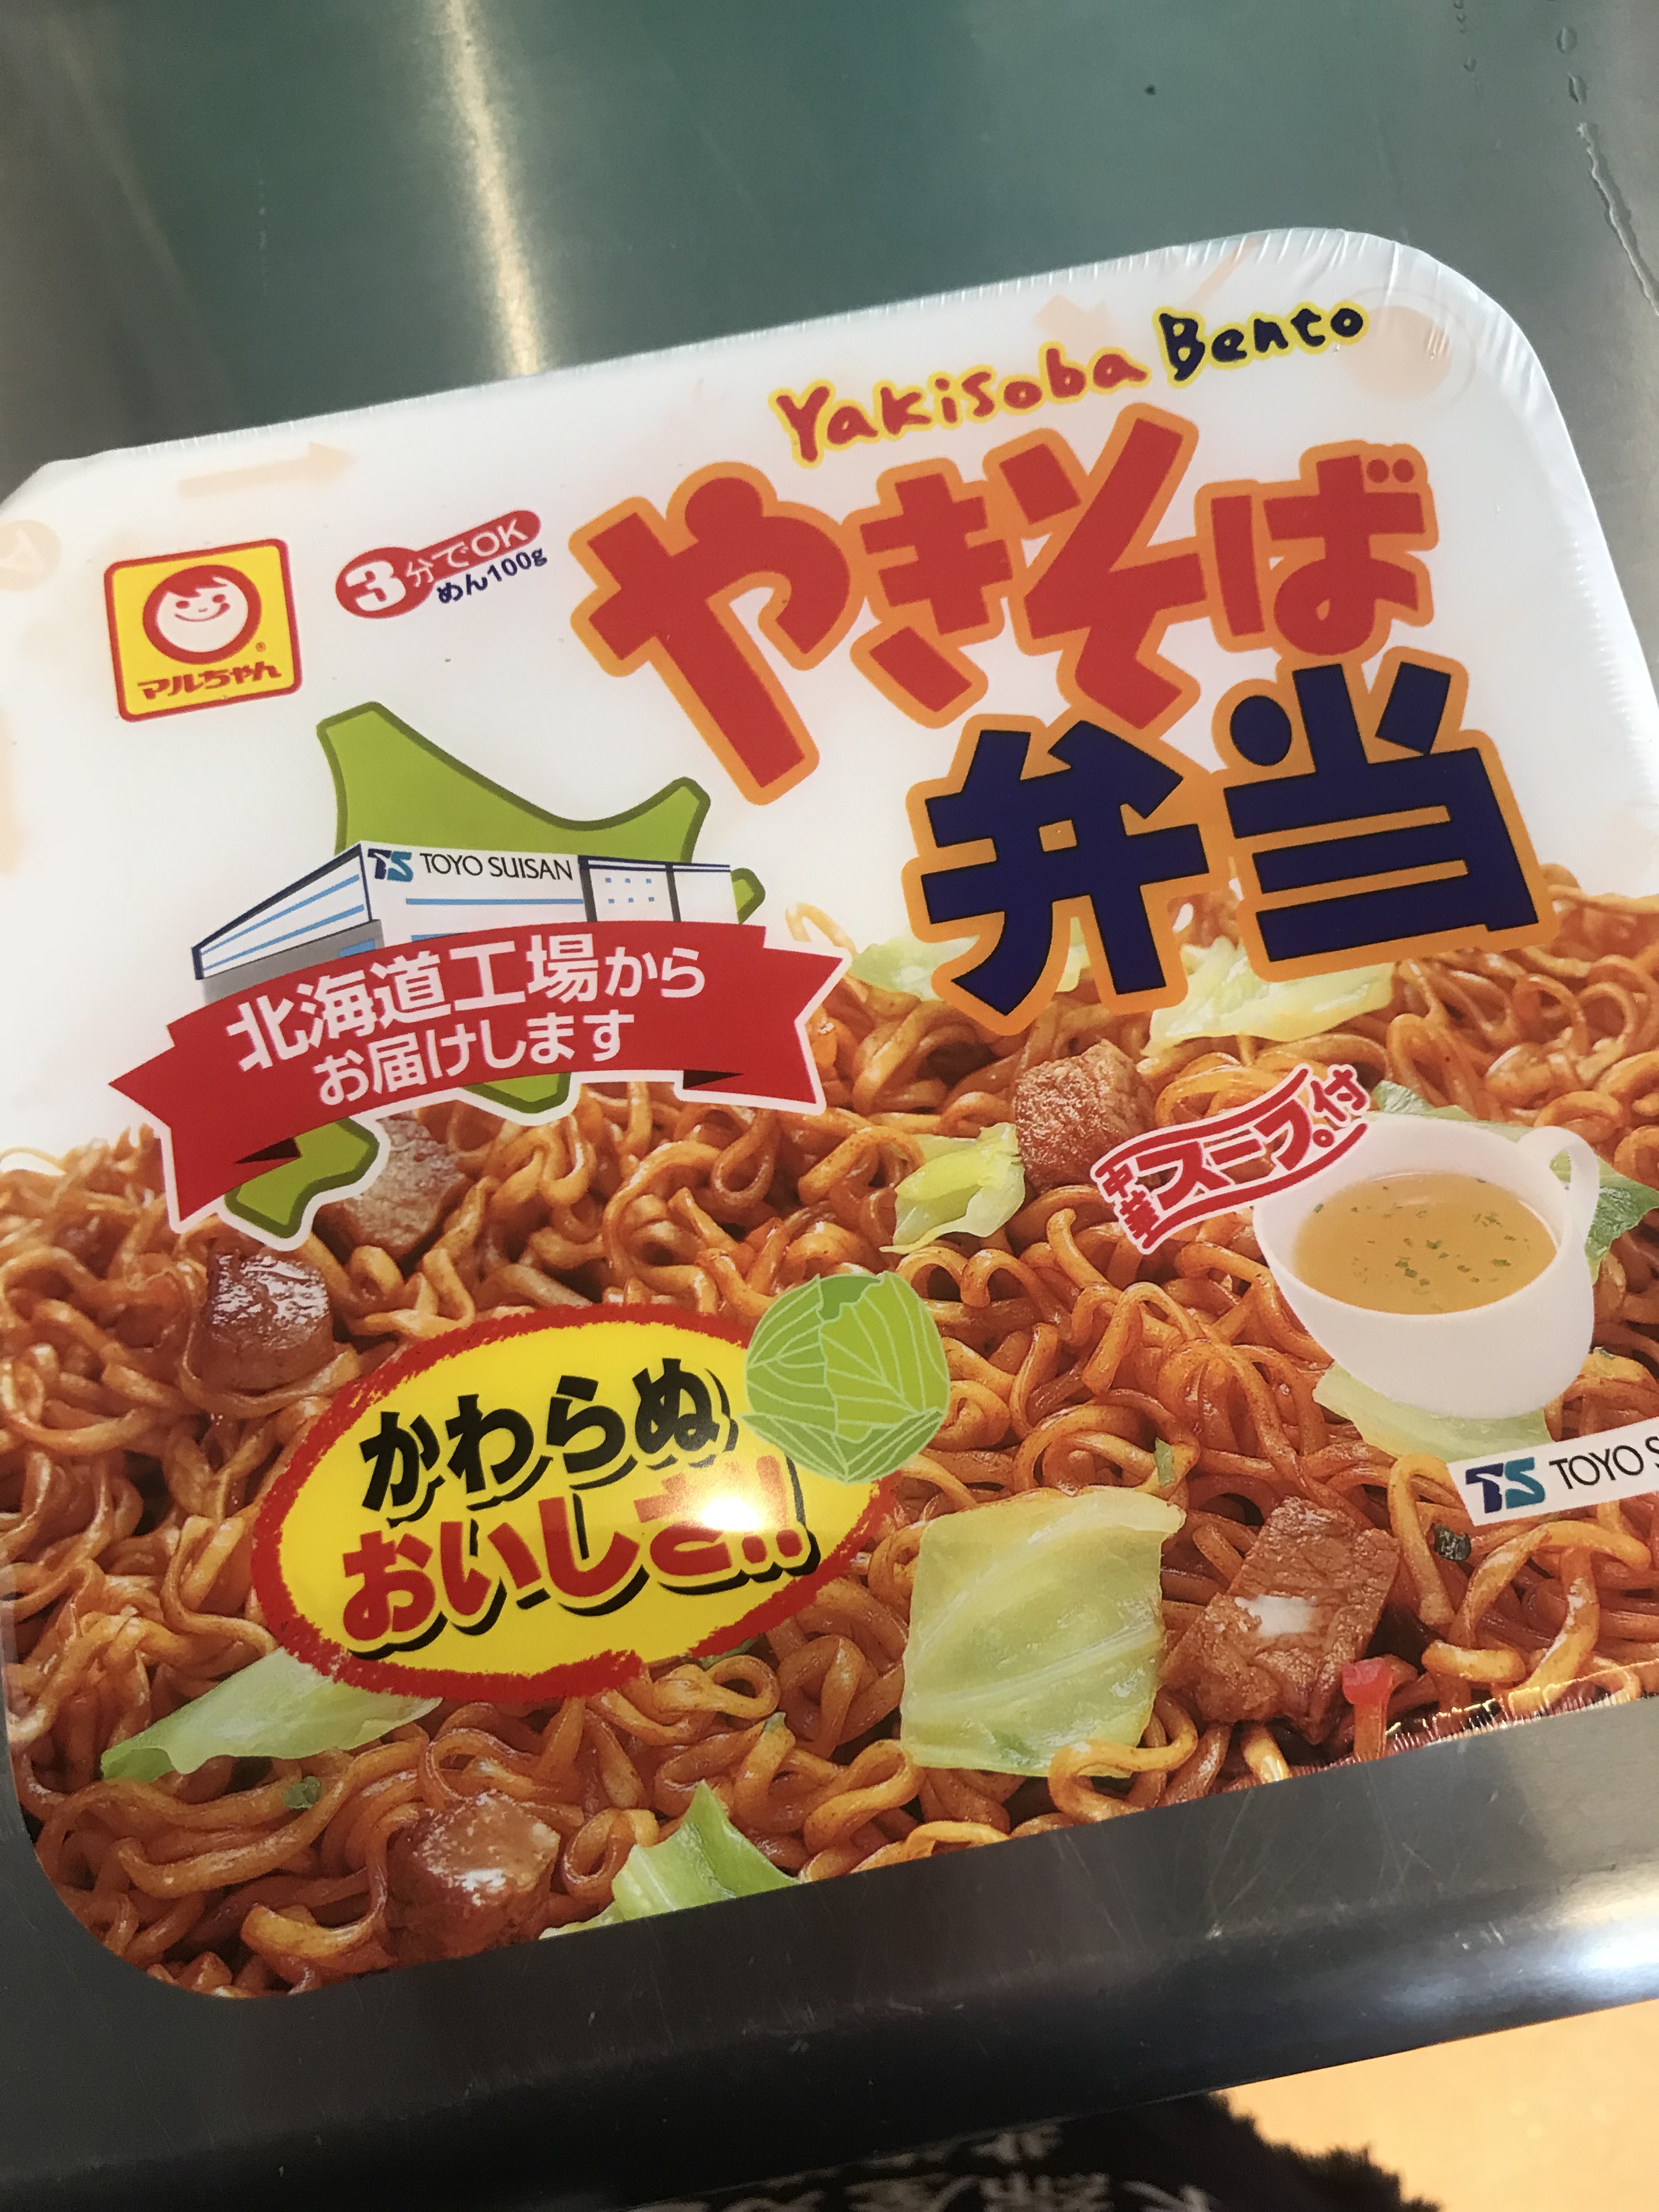 Yakisoba Bento
やきそば
弁当
マルちゃん
3分でOK
めん100g
TS TOYO SUISAN
北海道工場から
お届けします
中華スープ付
かわらぬ
おいしさ!!
TS TOYO S